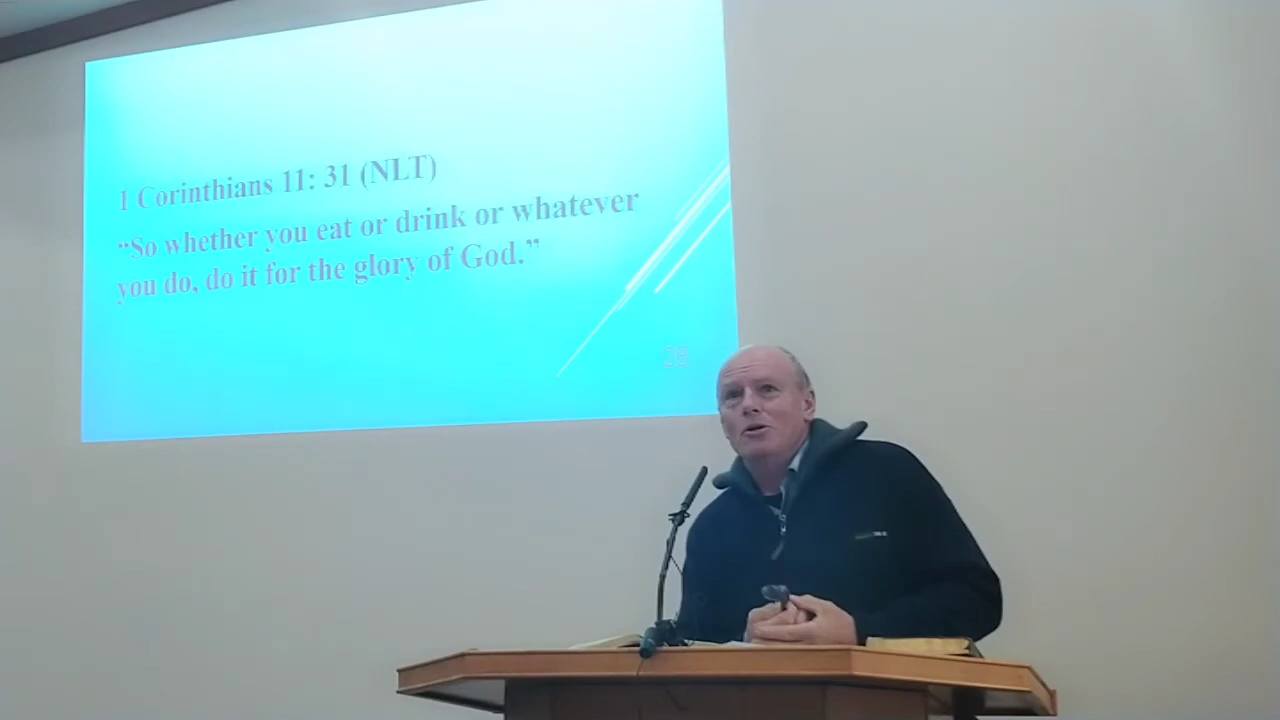 1 Corinthians 11: 31 (NLT)
“So whether you eat or drink or whatever
you do, do it for the glory of God.”
28